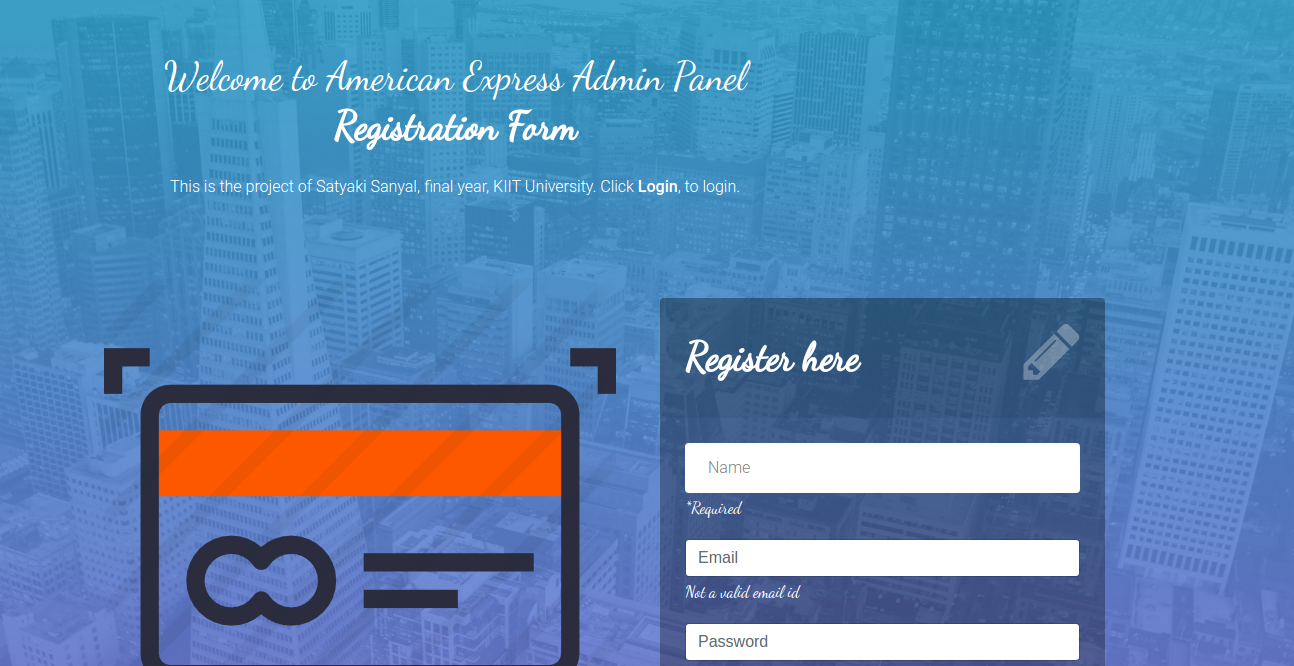 Welcome to American Express Admin Panel
Registration Form
This is the project of Satyaki Sanyal, final year, KIIT University. Click Login, to login.
Register here
Name
*Required
Email
Not a valid email id
Password